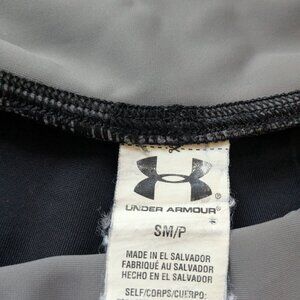 UNDER ARMOUR®
SM/P
MADE IN EL SALVADOR
FABRIQUÉ AU SALVADOR
HECHO EN EL SALVADOR
SELF/CORPS/CUERPO: